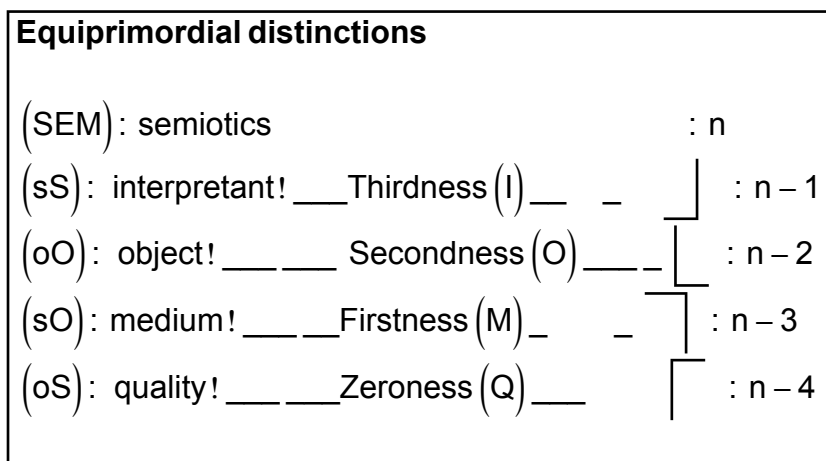 Equiprimordial distinctions
(SEM): semiotics : n
(sS): interpretant! ___Thirdness(I)__ _ ┘ : n – 1
(oO): object! ___ ___ Secondness(O)___ _ └ : n – 2
(sO): medium! ___ __Firstness(M)_ _ ┐ : n – 3
(oS): quality! ___ ___Zeroness(Q)___ ┌ : n – 4